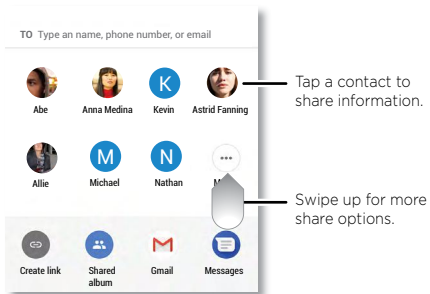 TO Type an name, phone number, or email
K
Abe Anna Medina Kevin Astrid Fanning
Tap a contact to
share information.
M N
Allie Michael Nathan
Swipe up for more
share options.
Create link Shared album Gmail Messages